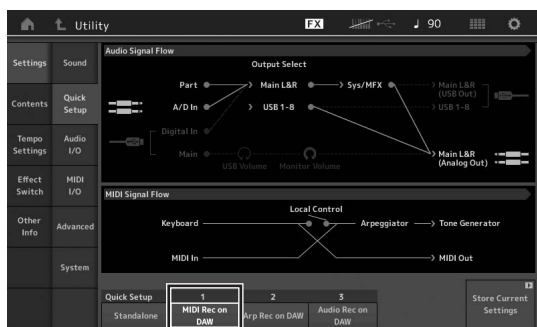 Utility
FX
♩ 90
Settings
Contents
Tempo
Settings
Effect
Switch
Other
Info
Sound
Quick
Setup
Audio
I/O
MIDI
I/O
Advanced
System
Audio Signal Flow
Output Select
Part
Main L&R
Sys/MFX
Main L&R
(USB Out)
A/D In
USB 1-8
USB 1-8
Digital In
Main
USB Volume
Monitor Volume
Main L&R
(Analog Out)
MIDI Signal Flow
Local Control
Keyboard
Arpeggiator
Tone Generator
MIDI In
MIDI Out
Quick Setup
1
2
3
Standalone
MIDI Rec on
DAW
Arp Rec on DAW
Audio Rec on
DAW
Store Current
Settings